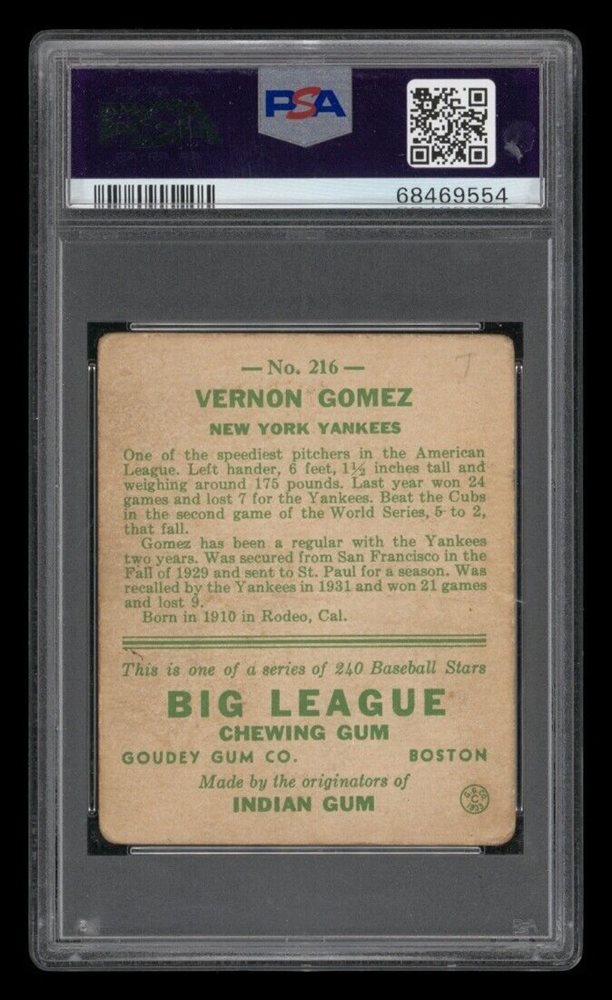 PSA
68469554
— No. 216 —
VERNON GOMEZ
NEW YORK YANKEES
One of the speediest pitchers in the American
League. Left hander, 6 feet, 1½ inches tall and
weighing around 175 pounds. Last year won 24
games and lost 7 for the Yankees. Beat the Cubs
in the second game of the World Series, 5 to 2,
that fall.
Gomez has been a regular with the Yankees
two years. Was secured from San Francisco in the
Fall of 1929 and sent to St. Paul for a season. Was
recalled by the Yankees in 1931 and won 21 games
and lost 9.
Born in 1910 in Rodeo, Cal.
This is one of a series of 240 Baseball Stars
BIG LEAGUE
CHEWING GUM
GOUDEY GUM CO. BOSTON
Made by the originators of
INDIAN GUM
G.G.CO.
C
1933